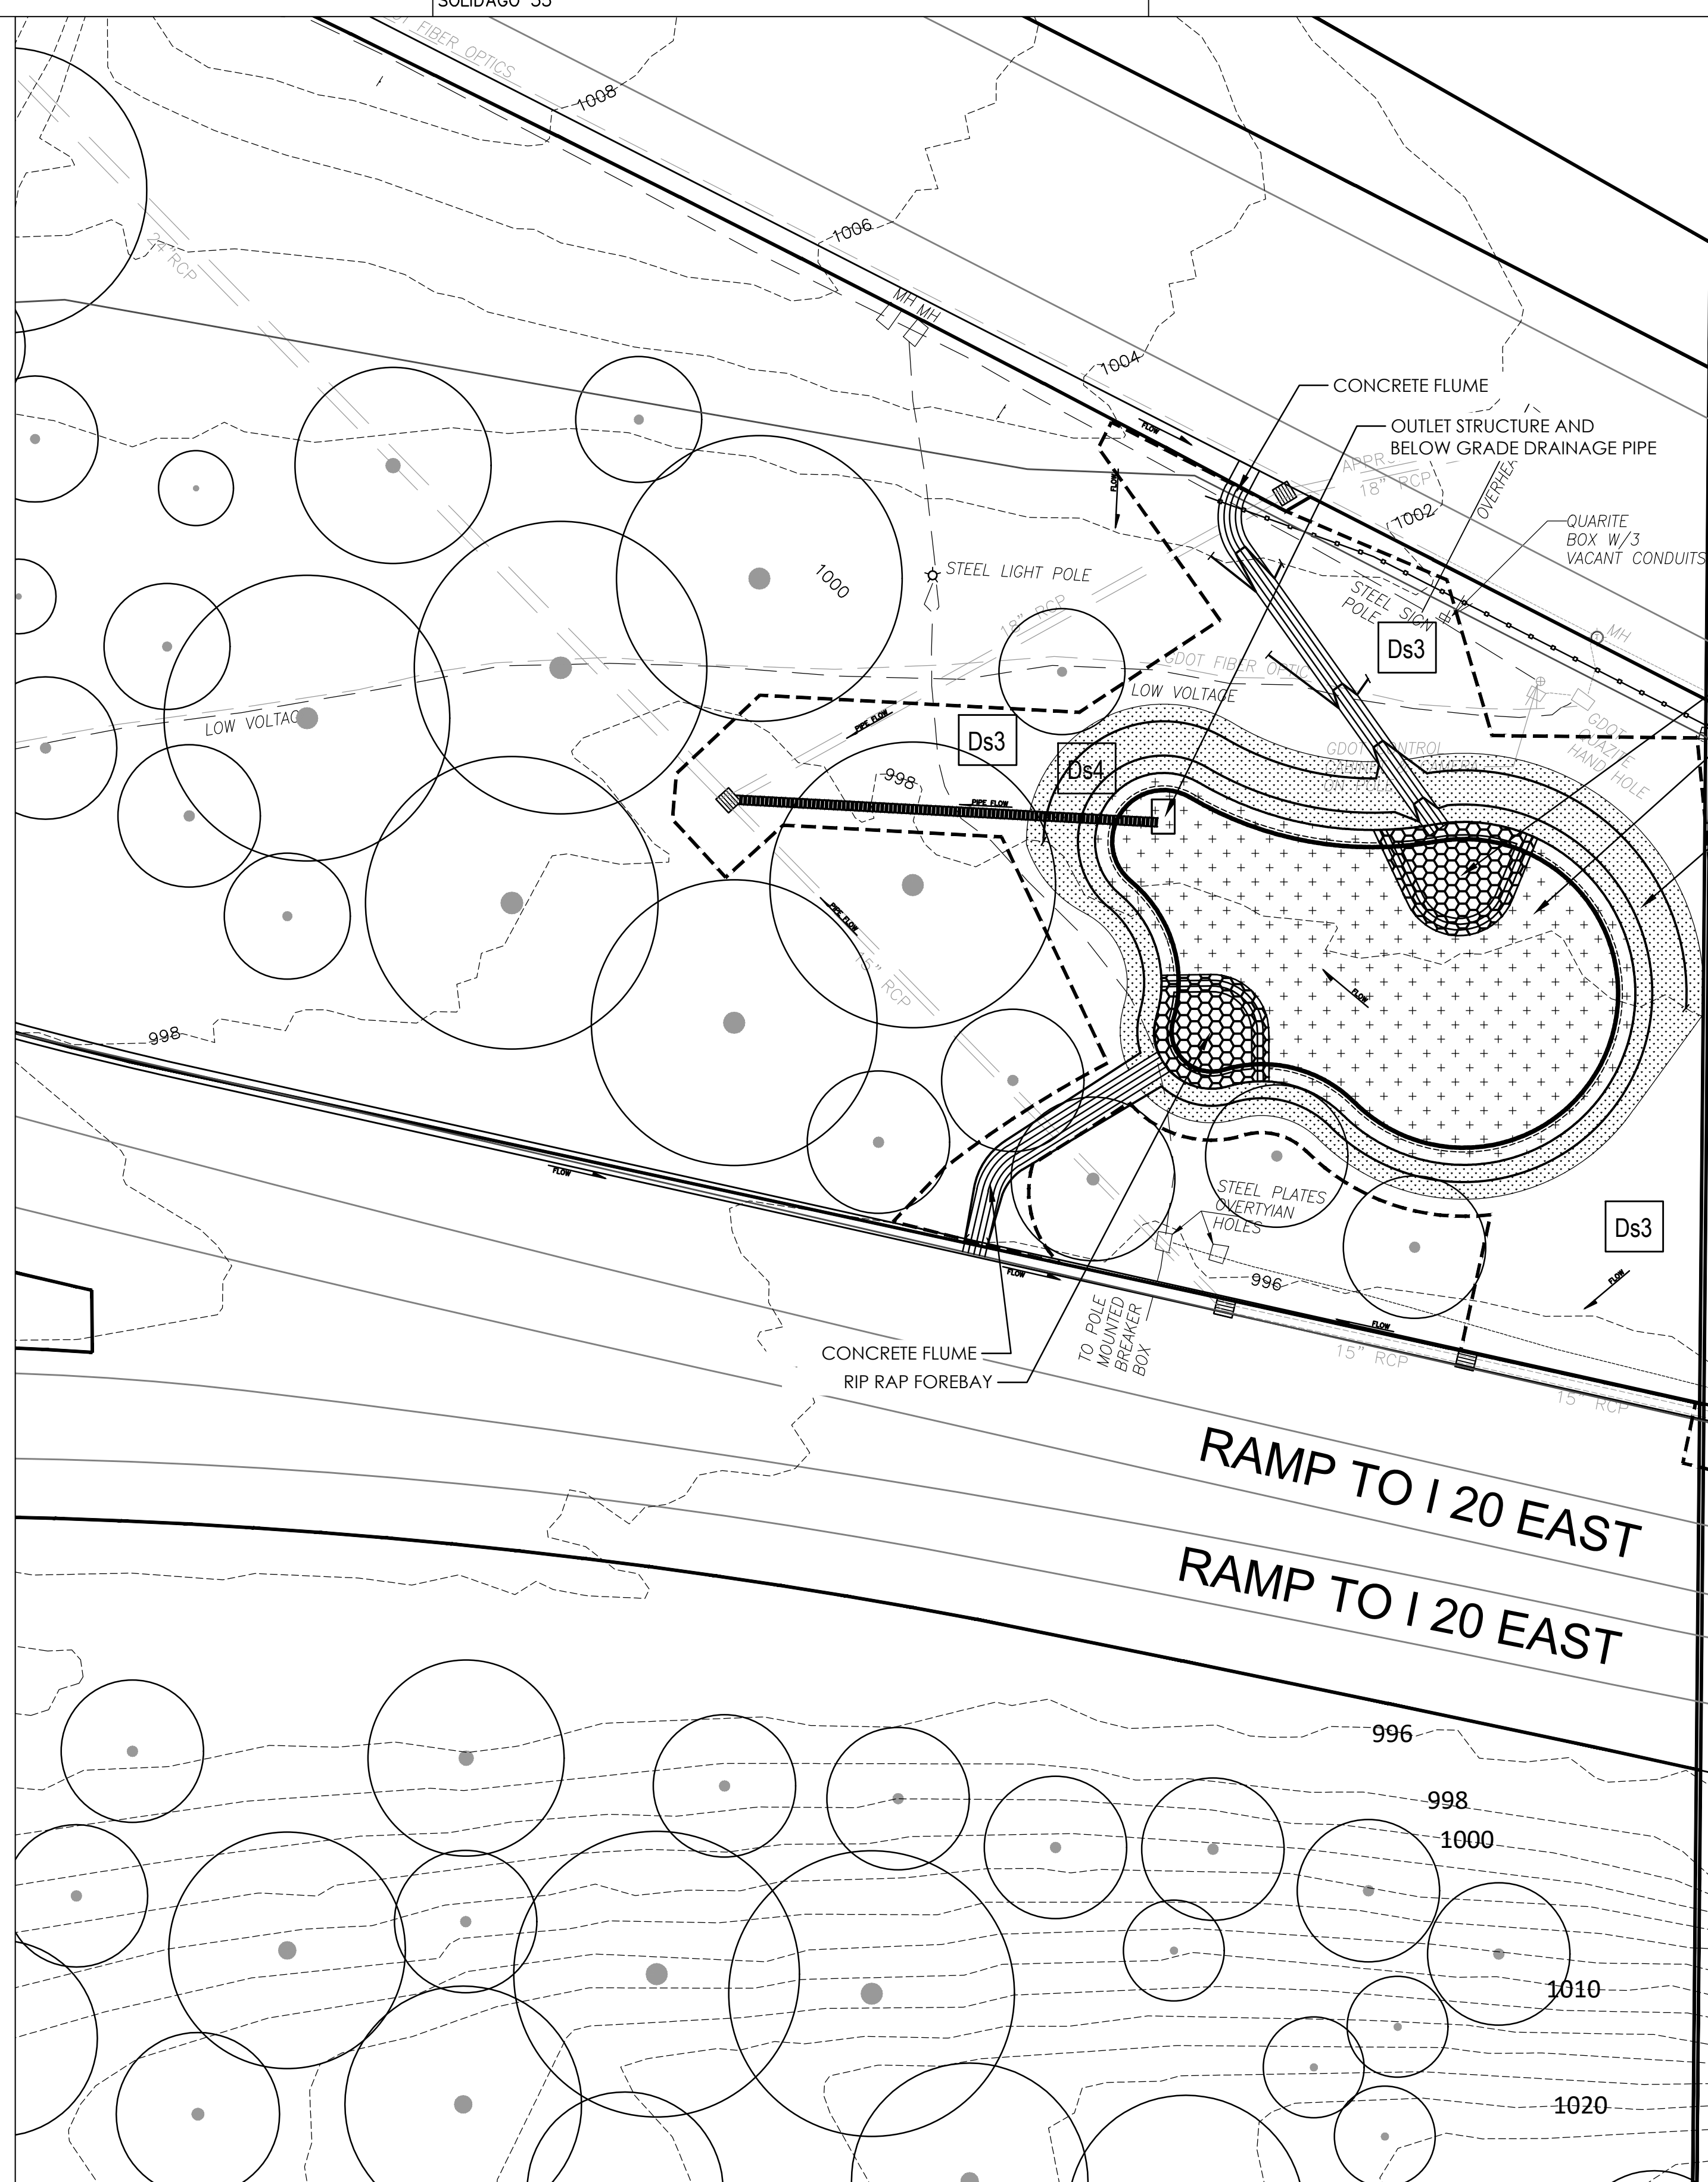 SOLIDAGO 33
FIBER OPTICS
1008
1006
24"RCP
MH MH
1004
CONCRETE FLUME
OUTLET STRUCTURE AND
BELOW GRADE DRAINAGE PIPE
FLOW
FLOW
18" RCP
1002
QUARITE
BOX W/3
VACANT CONDUITS
1000
STEEL LIGHT POLE
STEEL SIGN
POLE
18" RCP
MH
Ds3
GDOT FIBER OPTIC
LOW VOLTAGE
LOW VOLTAGE
PIPE FLOW
Ds3
Ds4
GDOT
QUAZITE
HAND HOLE
998
PIPE FLOW
PIPE FLOW
15" RCP
FLOW
998
FLOW
STEEL PLATES
OVERTYIAN
HOLES
Ds3
FLOW
FLOW
996
FLOW
TO POLE
MOUNTED
BREAKER
BOX
CONCRETE FLUME
RIP RAP FOREBAY
15" RCP
15" RCP
RAMP TO I 20 EAST
RAMP TO I 20 EAST
996
998
1000
1010
1020